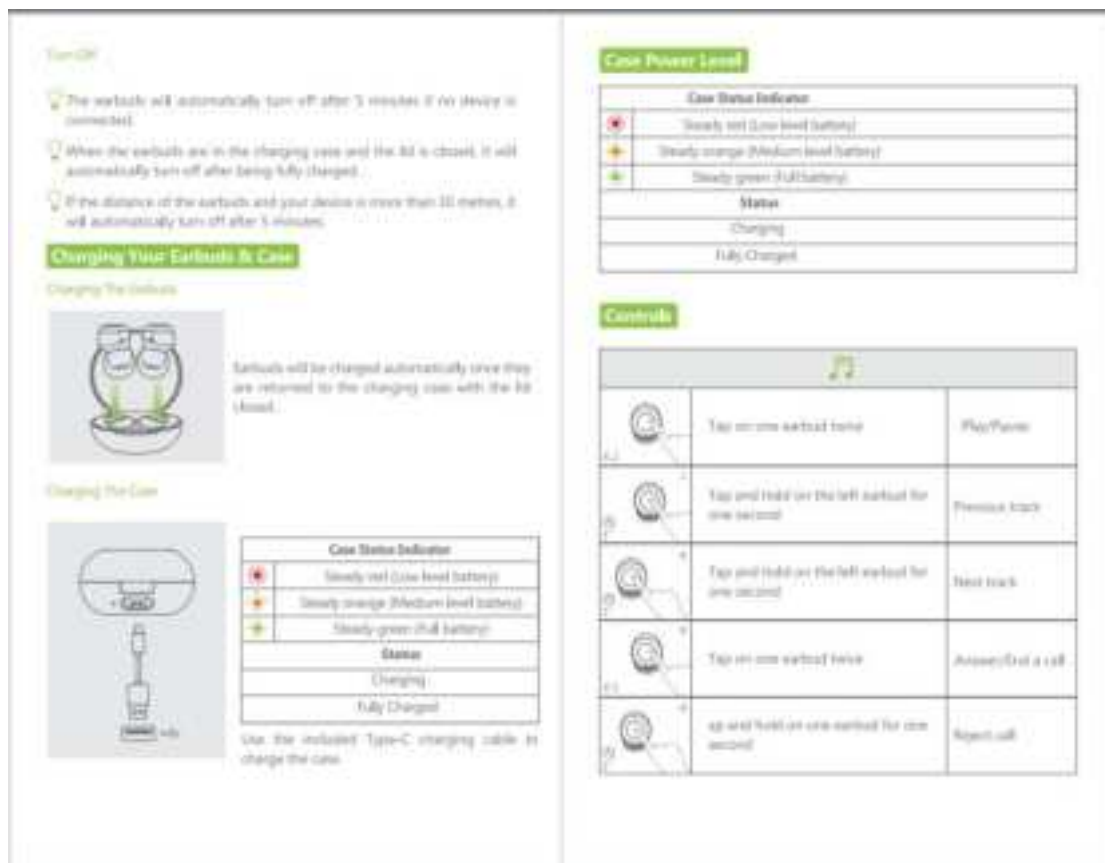 Turn Off
The earbuds will automatically turn off after 5 minutes if no device is
connected.
When the earbuds are in the charging case and the lid is closed, it will
automatically turn off after being fully charged.
If the distance of the earbuds and your device is more than 10 meters, it
will automatically turn off after 5 minutes.
Charging Your Earbuds & Case
Charging The Earbuds
Earbuds will be charged automatically once they
are returned to the charging case with the lid
closed.
Charging The Case
Case Status Indicator
Steady red (Low level battery)
Steady orange (Medium level battery)
Steady green (Full battery)
Status
Charging
Fully Charged
Use the included Type-C charging cable to
charge the case.
Case Power Level
Case Status Indicator
Steady red (Low level battery)
Steady orange (Medium level battery)
Steady green (Full battery)
Status
Charging
Fully Charged
Controls
Tap on one earbud twice
Play/Pause
Tap and Hold on the left earbud for
one second
Previous track
Tap and Hold on the left earbud for
one second
Next track
Tap on one earbud twice
Answer/End a call
ap and hold on one earbud for one
second
Reject call